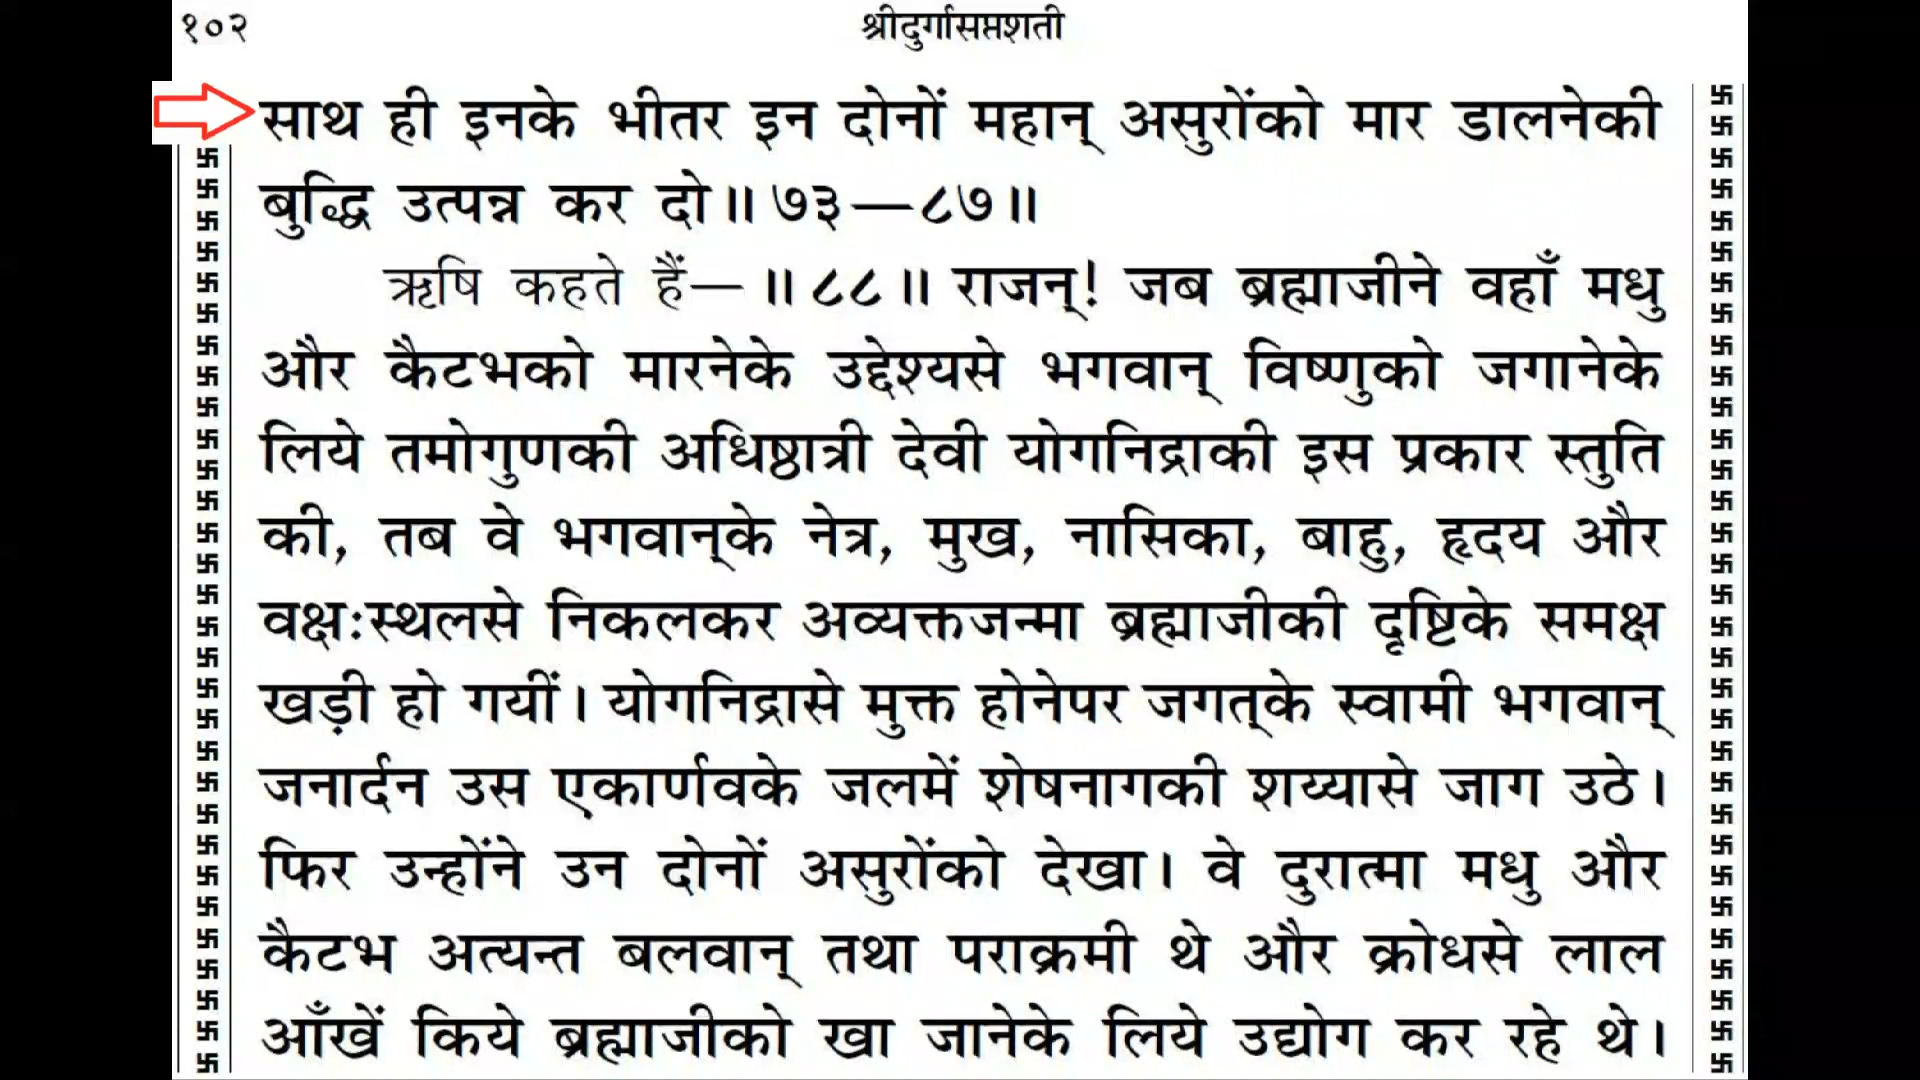 १०२
श्रीदुर्गासप्तशती
साथ ही इनके भीतर इन दोनों महान् असुरोंको मार डालनेकी
बुद्धि उत्पन्न कर दो॥ ७३—८७॥
ऋषि कहते हैं— ॥ ८८ ॥ राजन्! जब ब्रह्माजीने वहाँ मधु
और कैटभको मारनेके उद्देश्यसे भगवान् विष्णुको जगानेके
लिये तमोगुणकी अधिष्ठात्री देवी योगनिद्राकी इस प्रकार स्तुति
की, तब वे भगवान्‌के नेत्र, मुख, नासिका, बाहु, हृदय और
वक्षःस्थलसे निकलकर अव्यक्तजन्मा ब्रह्माजीकी दृष्टिके समक्ष
खड़ी हो गयीं। योगनिद्रासे मुक्त होनेपर जगत्‌के स्वामी भगवान्
जनार्दन उस एकार्णवके जलमें शेषनागकी शय्यासे जाग उठे।
फिर उन्होंने उन दोनों असुरोंको देखा। वे दुरात्मा मधु और
कैटभ अत्यन्त बलवान् तथा पराक्रमी थे और क्रोधसे लाल
आँखें किये ब्रह्माजीको खा जानेके लिये उद्योग कर रहे थे।